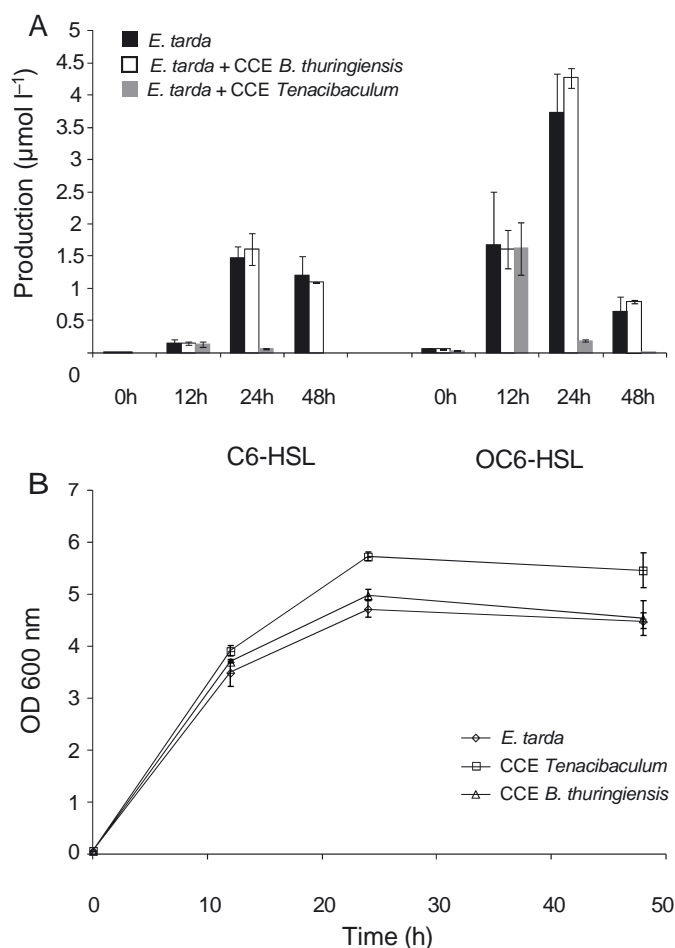 A
5
4.5
4
3.5
3
2.5
2
1.5
1
0.5
0
Production (µmol l⁻¹)
E. tarda
E. tarda + CCE B. thuringiensis
E. tarda + CCE Tenacibaculum
0h 12h 24h 48h 0h 12h 24h 48h
C6-HSL OC6-HSL
B
7
6
5
4
3
2
1
0
OD 600 nm
E. tarda
CCE Tenacibaculum
CCE B. thuringiensis
0 10 20 30 40 50
Time (h)